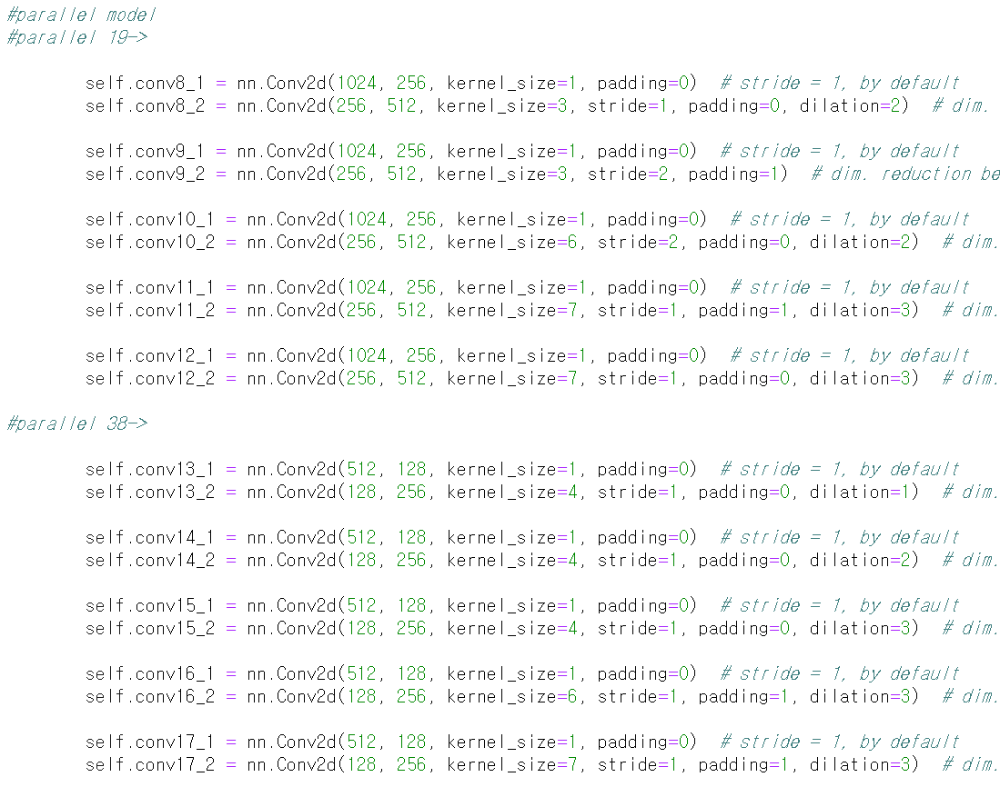 #parallel model
#parallel 19->
self.conv8_1 = nn.Conv2d(1024, 256, kernel_size=1, padding=0)  # stride = 1, by default
self.conv8_2 = nn.Conv2d(256, 512, kernel_size=3, stride=1, padding=0, dilation=2)  # dim.
self.conv9_1 = nn.Conv2d(1024, 256, kernel_size=1, padding=0)  # stride = 1, by default
self.conv9_2 = nn.Conv2d(256, 512, kernel_size=3, stride=2, padding=1)  # dim. reduction be
self.conv10_1 = nn.Conv2d(1024, 256, kernel_size=1, padding=0)  # stride = 1, by default
self.conv10_2 = nn.Conv2d(256, 512, kernel_size=6, stride=2, padding=0, dilation=2)  # dim.
self.conv11_1 = nn.Conv2d(1024, 256, kernel_size=1, padding=0)  # stride = 1, by default
self.conv11_2 = nn.Conv2d(256, 512, kernel_size=7, stride=1, padding=1, dilation=3)  # dim.
self.conv12_1 = nn.Conv2d(1024, 256, kernel_size=1, padding=0)  # stride = 1, by default
self.conv12_2 = nn.Conv2d(256, 512, kernel_size=7, stride=1, padding=0, dilation=3)  # dim.
#parallel 38->
self.conv13_1 = nn.Conv2d(512, 128, kernel_size=1, padding=0)  # stride = 1, by default
self.conv13_2 = nn.Conv2d(128, 256, kernel_size=4, stride=1, padding=0, dilation=1)  # dim.
self.conv14_1 = nn.Conv2d(512, 128, kernel_size=1, padding=0)  # stride = 1, by default
self.conv14_2 = nn.Conv2d(128, 256, kernel_size=4, stride=1, padding=0, dilation=2)  # dim.
self.conv15_1 = nn.Conv2d(512, 128, kernel_size=1, padding=0)  # stride = 1, by default
self.conv15_2 = nn.Conv2d(128, 256, kernel_size=4, stride=1, padding=0, dilation=3)  # dim.
self.conv16_1 = nn.Conv2d(512, 128, kernel_size=1, padding=0)  # stride = 1, by default
self.conv16_2 = nn.Conv2d(128, 256, kernel_size=6, stride=1, padding=1, dilation=3)  # dim.
self.conv17_1 = nn.Conv2d(512, 128, kernel_size=1, padding=0)  # stride = 1, by default
self.conv17_2 = nn.Conv2d(128, 256, kernel_size=7, stride=1, padding=1, dilation=3)  # dim.